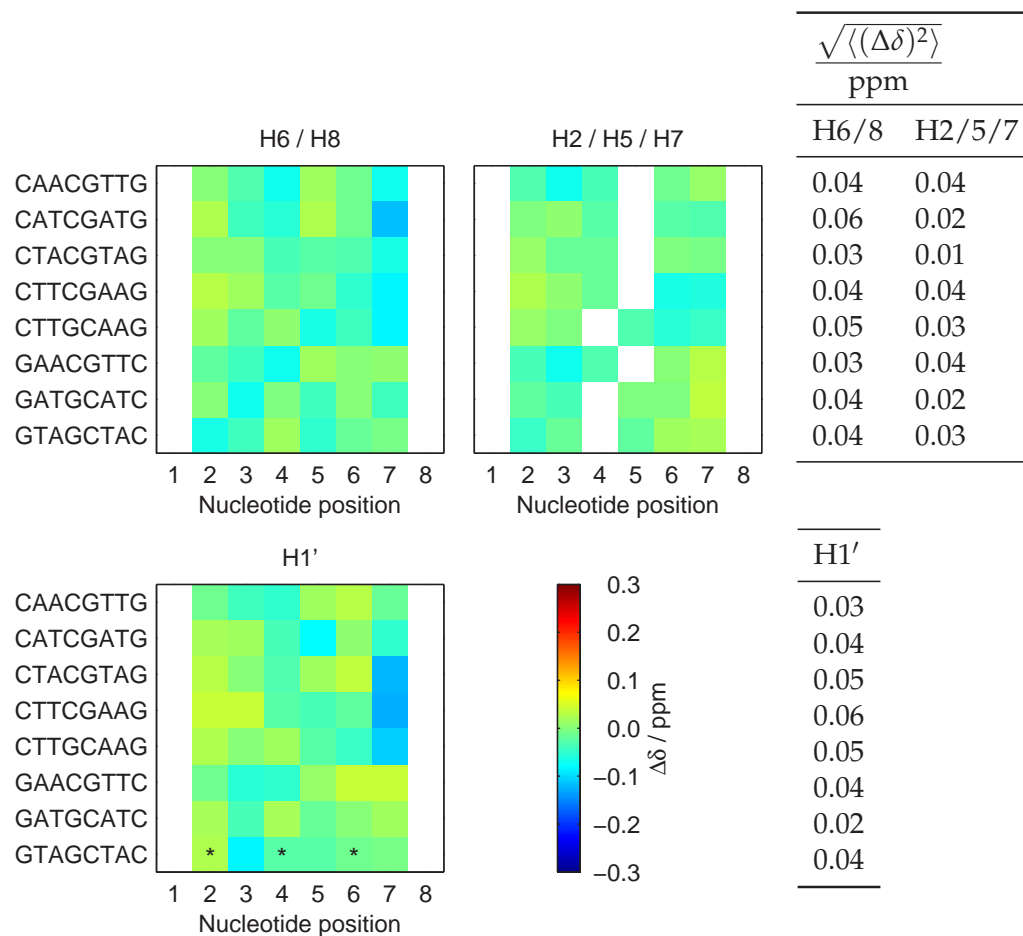 √⟨(Δδ)²⟩
ppm
H6 / H8
H2 / H5 / H7
H6/8 H2/5/7
CAACGTTG 0.04 0.04
CATCGATG 0.06 0.02
CTACGTAG 0.03 0.01
CTTCGAAG 0.04 0.04
CTTGCAAG 0.05 0.03
GAACGTTC 0.03 0.04
GATGCATC 0.04 0.02
GTAGCTAC 0.04 0.03
1 2 3 4 5 6 7 8
1 2 3 4 5 6 7 8
Nucleotide position
Nucleotide position
H1'
CAACGTTG
CATCGATG
CTACGTAG
CTTCGAAG
CTTGCAAG
GAACGTTC
GATGCATC
GTAGCTAC * * *
1 2 3 4 5 6 7 8
Nucleotide position
0.3
0.2
0.1
0.0
−0.1
−0.2
−0.3
Δδ / ppm
H1′
0.03
0.04
0.05
0.06
0.05
0.04
0.02
0.04